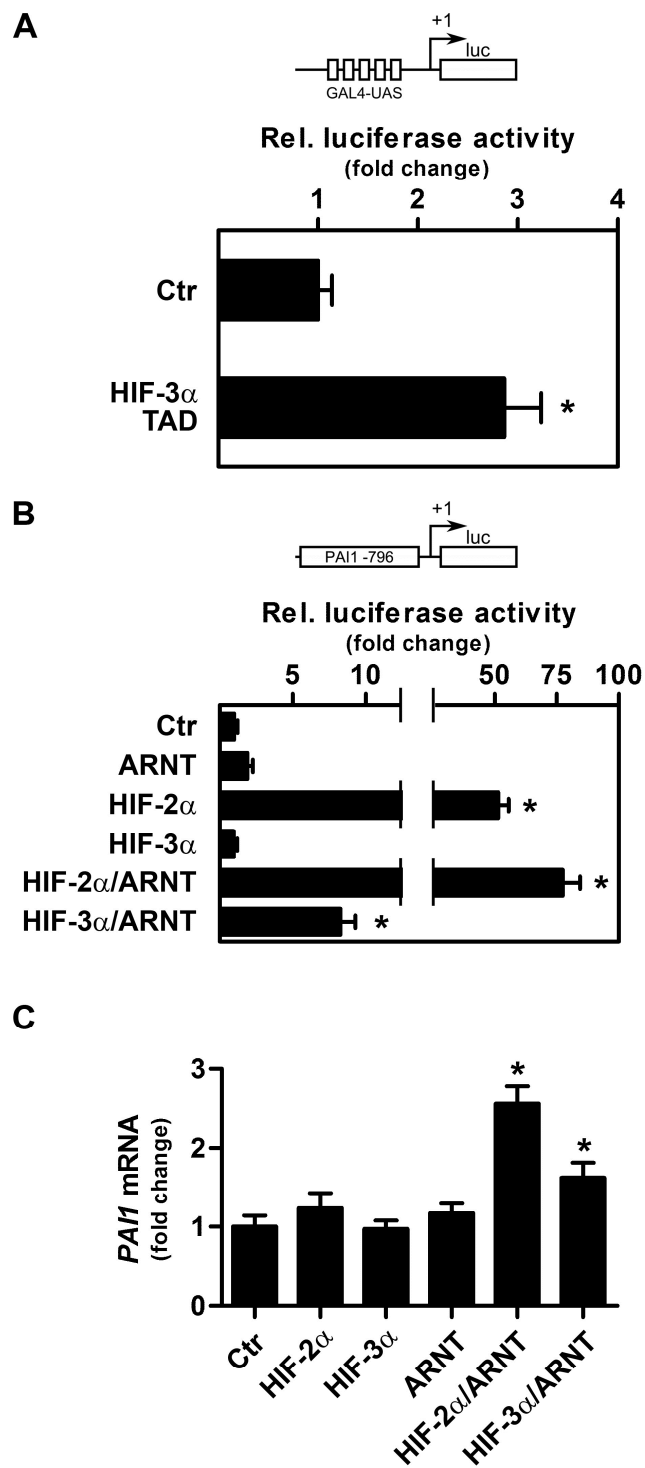 A
+1
luc
GAL4-UAS
Rel. luciferase activity
(fold change)
1 2 3 4
Ctr
HIF-3α
TAD
*
B
+1
luc
PAI1 -796
Rel. luciferase activity
(fold change)
5 10 50 75 100
Ctr
ARNT
HIF-2α *
HIF-3α
HIF-2α/ARNT *
HIF-3α/ARNT *
C
PAI1 mRNA
(fold change)
3
2
1
0
* *
Ctr
HIF-2α
HIF-3α
ARNT
HIF-2α/ARNT
HIF-3α/ARNT